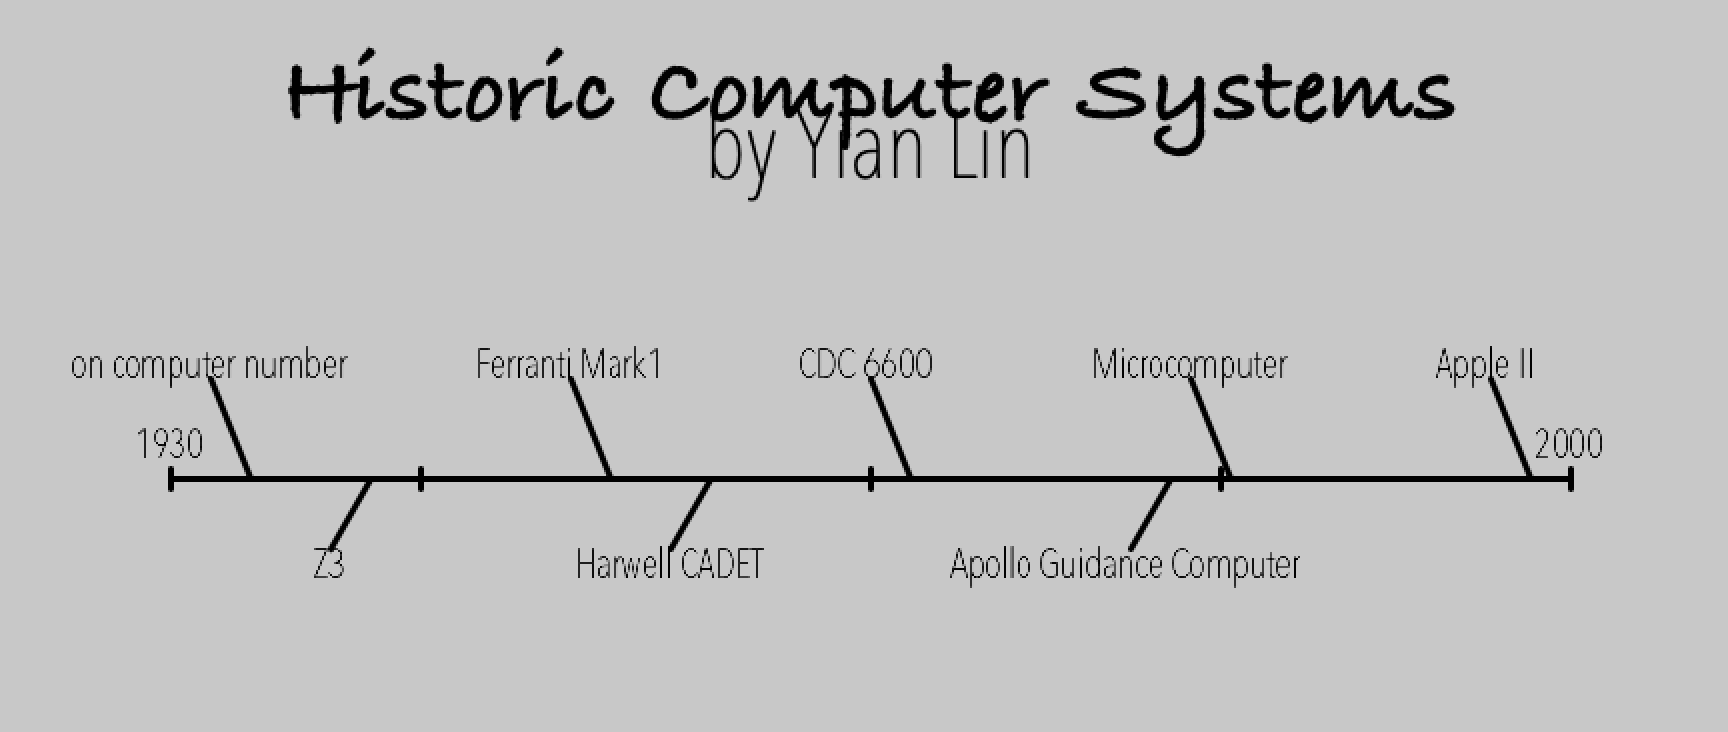 Historic Computer Systems
by Yian Lin
on computer number
Ferranti Mark1
CDC 6600
Microcomputer
Apple II
1930
2000
Z3
Harwell CADET
Apollo Guidance Computer